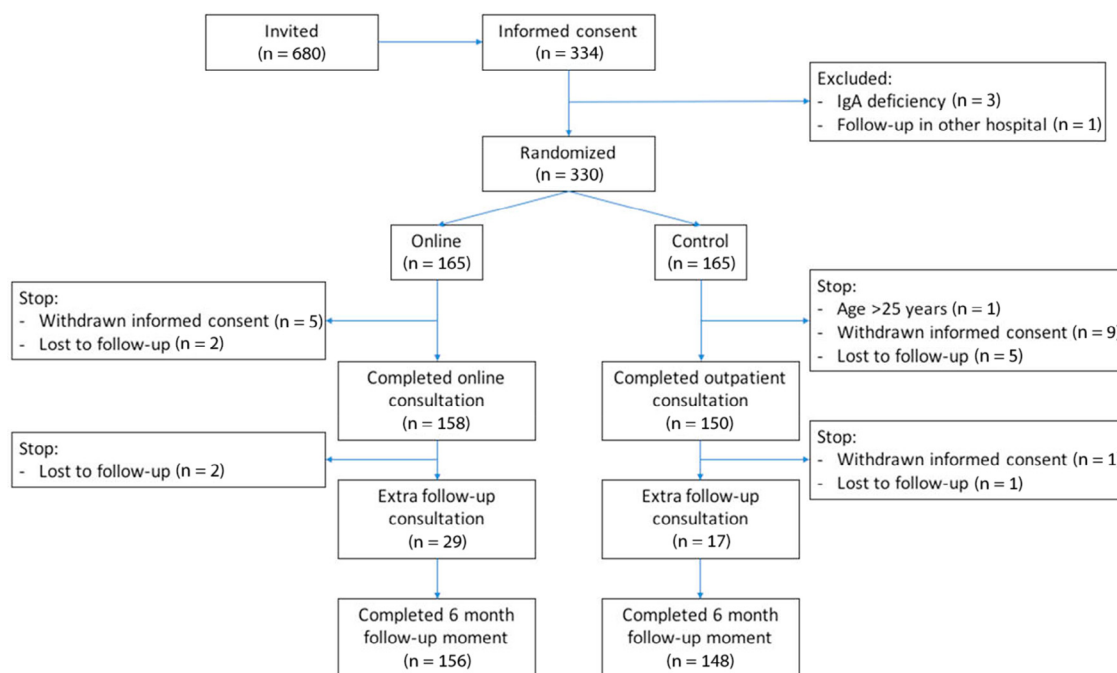 Invited
(n = 680)
Informed consent
(n = 334)
Excluded:
- IgA deficiency (n = 3)
- Follow-up in other hospital (n = 1)
Randomized
(n = 330)
Online
(n = 165)
Control
(n = 165)
Stop:
- Withdrawn informed consent (n = 5)
- Lost to follow-up (n = 2)
Stop:
- Age >25 years (n = 1)
- Withdrawn informed consent (n = 9)
- Lost to follow-up (n = 5)
Completed online
consultation
(n = 158)
Completed outpatient
consultation
(n = 150)
Stop:
- Lost to follow-up (n = 2)
Stop:
- Withdrawn informed consent (n = 1
- Lost to follow-up (n = 1)
Extra follow-up
consultation
(n = 29)
Extra follow-up
consultation
(n = 17)
Completed 6 month
follow-up moment
(n = 156)
Completed 6 month
follow-up moment
(n = 148)